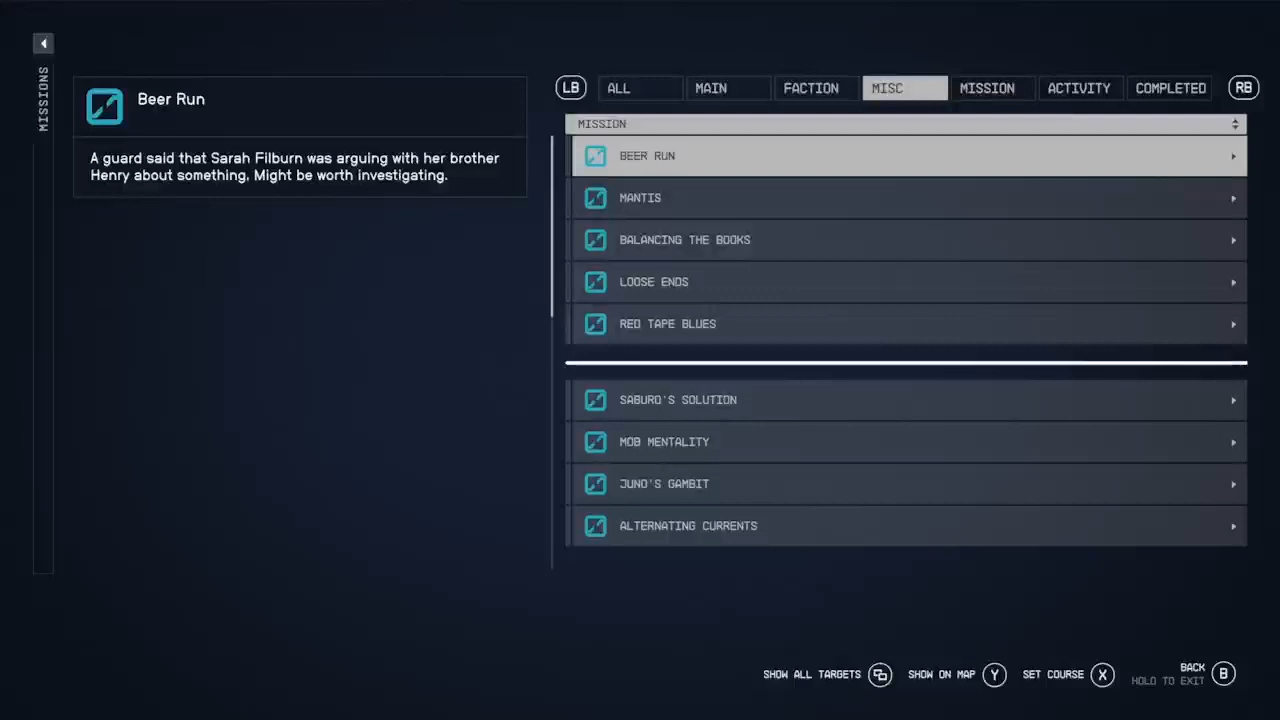 MISSIONS
Beer Run
A guard said that Sarah Filburn was arguing with her brother
Henry about something. Might be worth investigating.
LB ALL MAIN FACTION MISC MISSION ACTIVITY COMPLETED RB
MISSION
BEER RUN
MANTIS
BALANCING THE BOOKS
LOOSE ENDS
RED TAPE BLUES
SABURO'S SOLUTION
MOB MENTALITY
JUNO'S GAMBIT
ALTERNATING CURRENTS
SHOW ALL TARGETS SHOW ON MAP Y SET COURSE X BACK B
HOLD TO EXIT